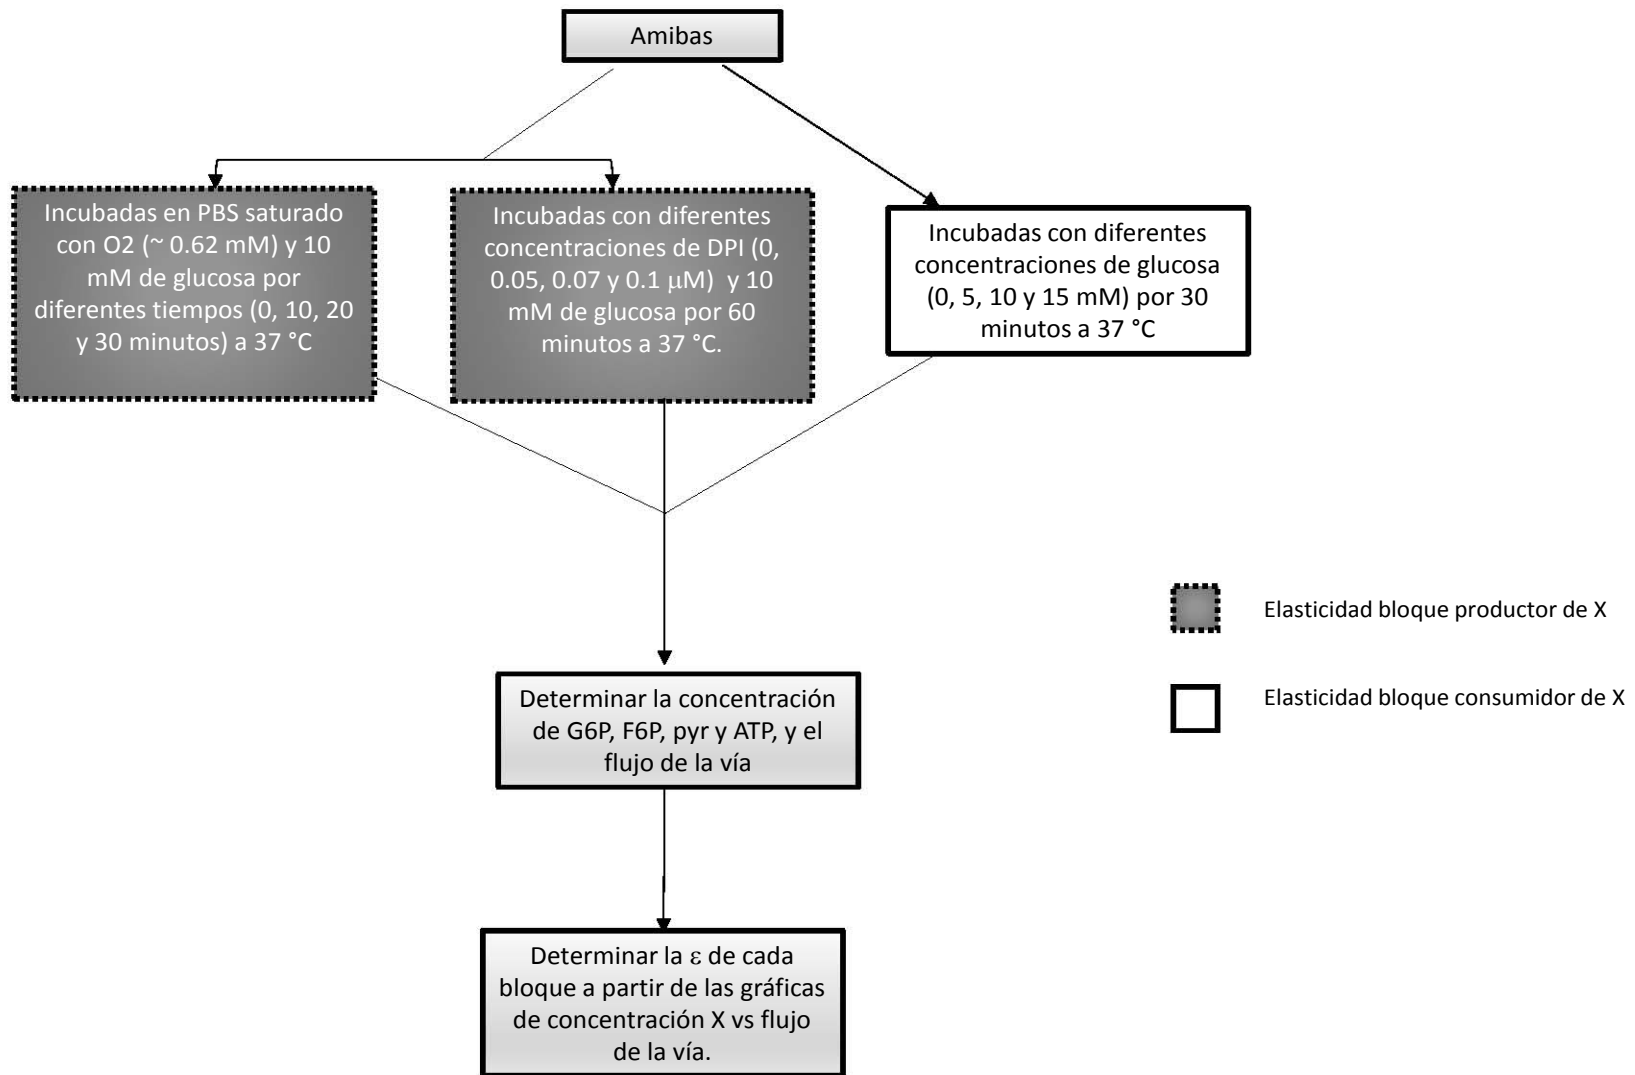 Amibas
Incubadas en PBS saturado
con O2 (~ 0.62 mM) y 10
mM de glucosa por
diferentes tiempos (0, 10, 20
y 30 minutos) a 37 °C
Incubadas con diferentes
concentraciones de DPI (0,
0.05, 0.07 y 0.1 μM) y 10
mM de glucosa por 60
minutos a 37 °C.
Incubadas con diferentes
concentraciones de glucosa
(0, 5, 10 y 15 mM) por 30
minutos a 37 °C
Elasticidad bloque productor de X
Elasticidad bloque consumidor de X
Determinar la concentración
de G6P, F6P, pyr y ATP, y el
flujo de la vía
Determinar la ε de cada
bloque a partir de las gráficas
de concentración X vs flujo
de la vía.